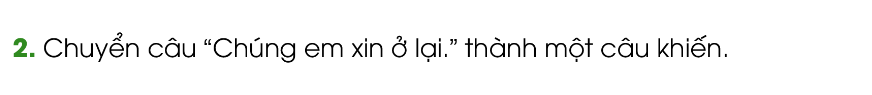 2. Chuyển câu “Chúng em xin ở lại.” thành một câu khiến.